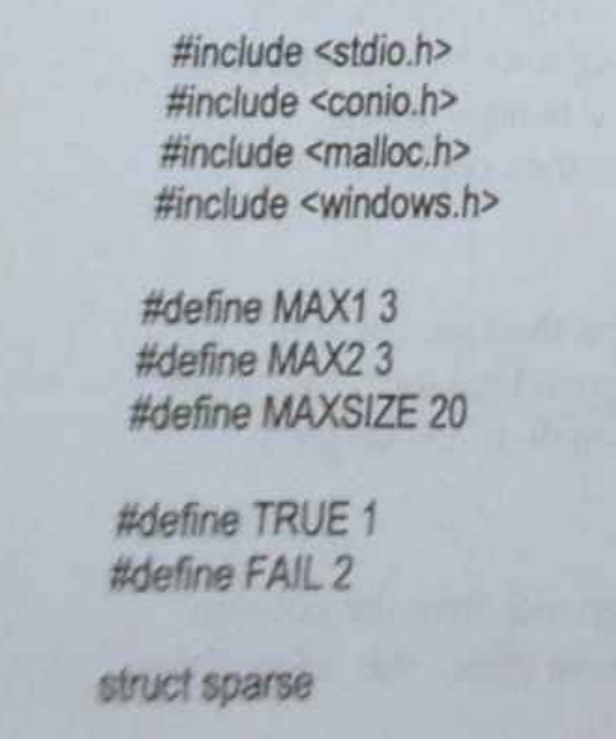 #include <stdio.h>
#include <conio.h>
#include <malloc.h>
#include <windows.h>
#define MAX1 3
#define MAX2 3
#define MAXSIZE 20
#define TRUE 1
#define FAIL 2
struct sparse